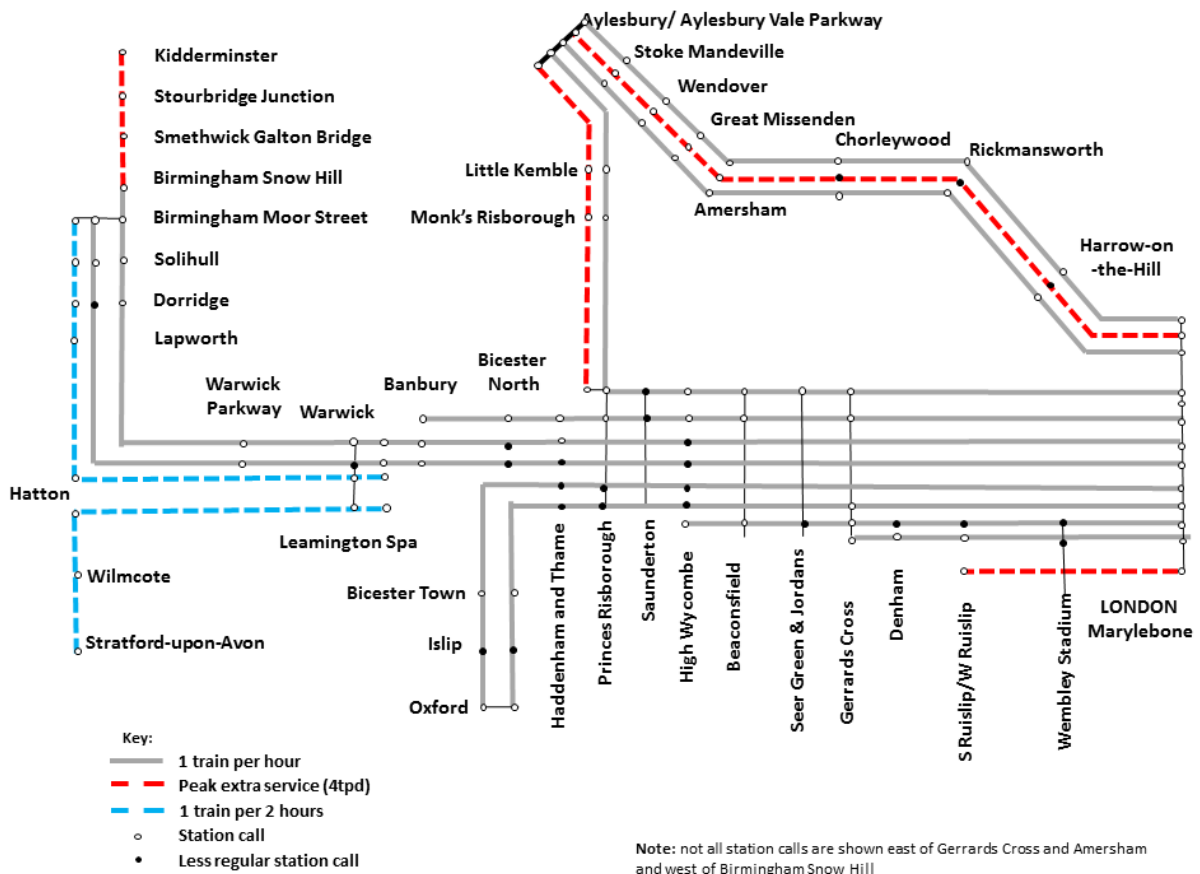 Aylesbury/ Aylesbury Vale Parkway
Kidderminster
Stoke Mandeville
Stourbridge Junction
Wendover
Great Missenden
Smethwick Galton Bridge
Chorleywood
Rickmansworth
Little Kemble
Birmingham Snow Hill
Birmingham Moor Street
Monk's Risborough
Amersham
Solihull
Harrow-on
-the-Hill
Dorridge
Lapworth
Bicester
North
Warwick
Parkway
Warwick
Banbury
Hatton
Leamington Spa
Wilmcote
Bicester Town
Stratford-upon-Avon
Islip
Oxford
Haddenham and Thame
Princes Risborough
Saunderton
High Wycombe
Beaconsfield
Seer Green & Jordans
Gerrards Cross
Denham
S Ruislip/W Ruislip
Wembley Stadium
LONDON
Marylebone
Key:
1 train per hour
Peak extra service (4tpd)
1 train per 2 hours
Station call
Less regular station call
Note: not all station calls are shown east of Gerrards Cross and Amersham
and west of Birmingham Snow Hill